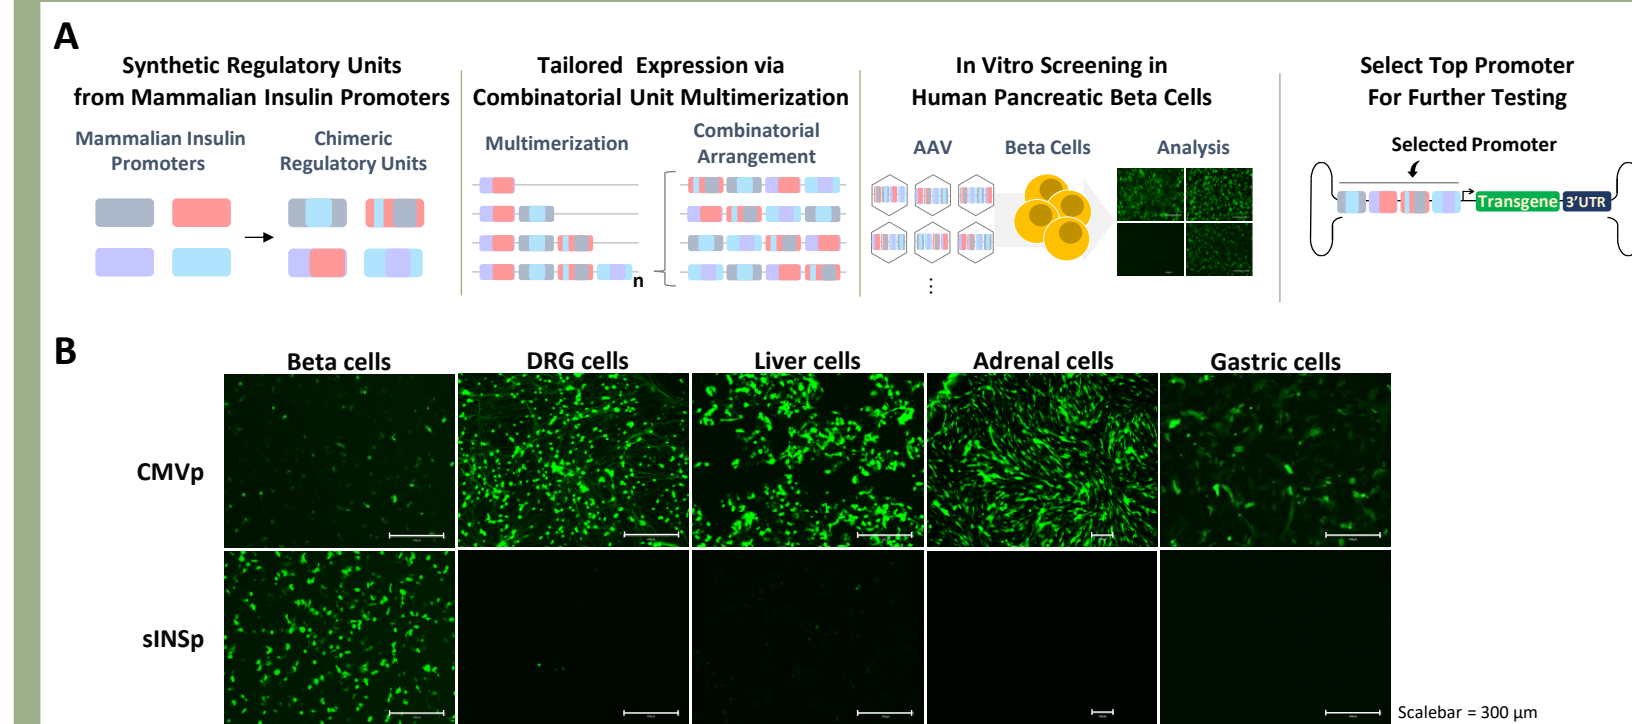 A
Synthetic Regulatory Units
from Mammalian Insulin Promoters
Mammalian Insulin
Promoters
Chimeric
Regulatory Units
Tailored Expression via
Combinatorial Unit Multimerization
Multimerization
Combinatorial
Arrangement
n
In Vitro Screening in
Human Pancreatic Beta Cells
AAV
Beta Cells
Analysis
Select Top Promoter
For Further Testing
Selected Promoter
Transgene
3'UTR
B
Beta cells
DRG cells
Liver cells
Adrenal cells
Gastric cells
CMVp
sINSp
Scalebar = 300 µm